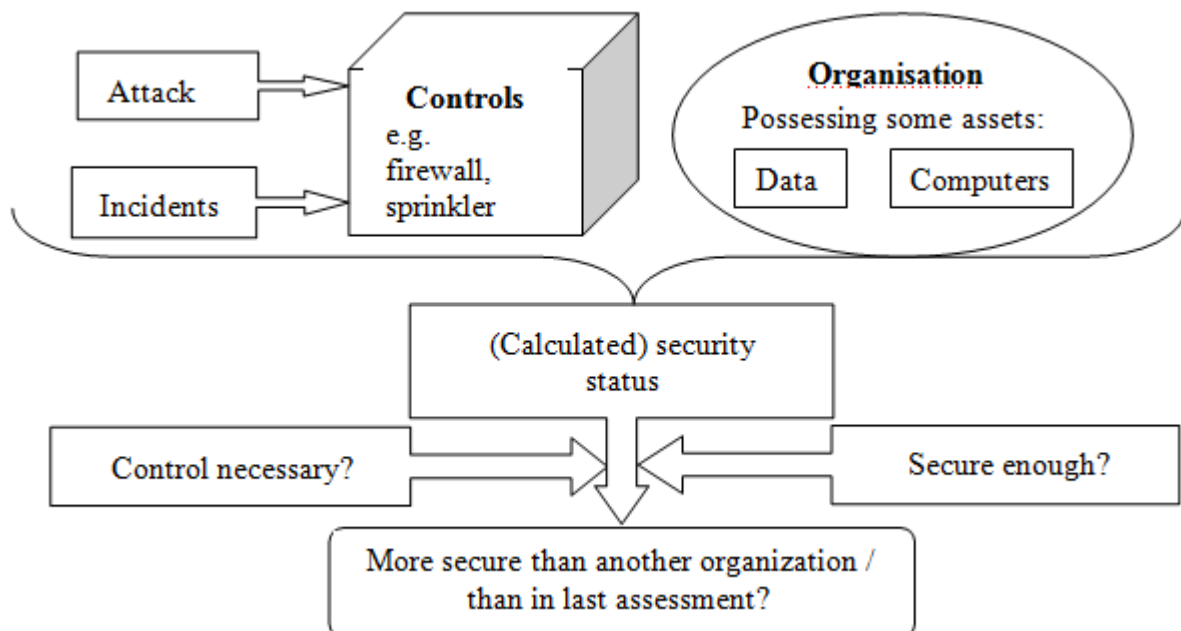 Attack
Incidents
Controls
e.g.
firewall,
sprinkler
Organisation
Possessing some assets:
Data
Computers
(Calculated) security
status
Control necessary?
Secure enough?
More secure than another organization /
than in last assessment?